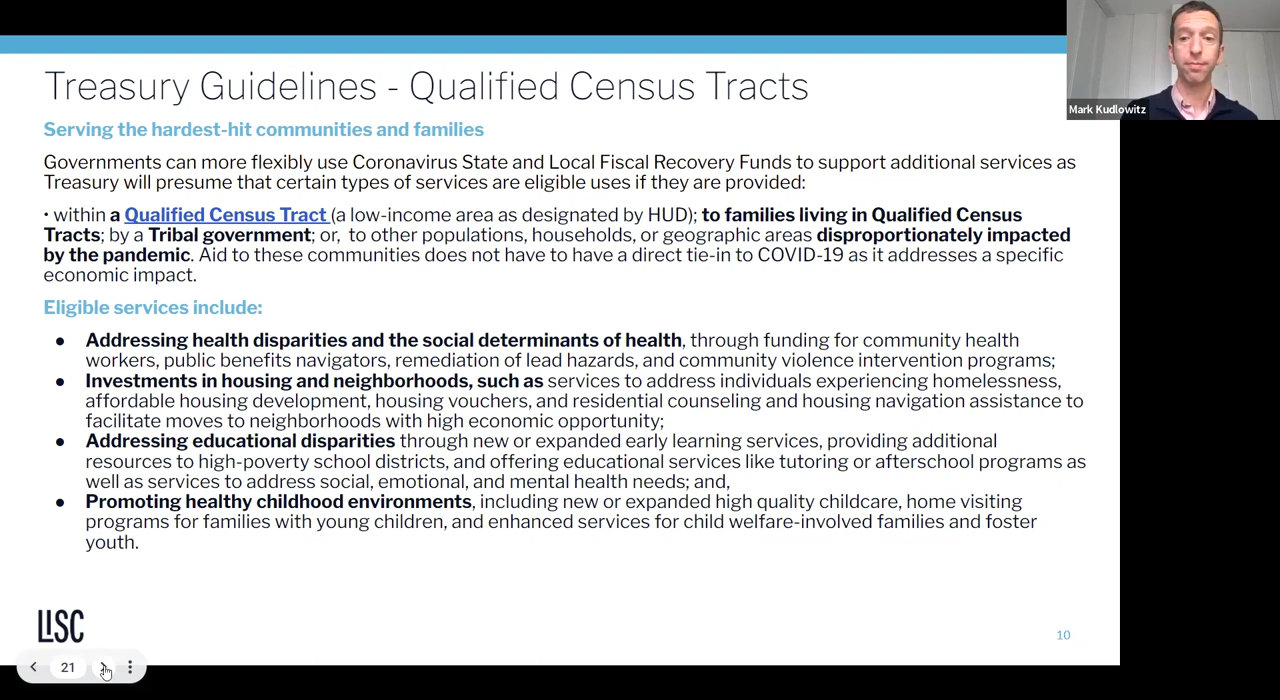 Treasury Guidelines - Qualified Census Tracts
Mark Kudlowitz
Serving the hardest-hit communities and families
Governments can more flexibly use Coronavirus State and Local Fiscal Recovery Funds to support additional services as
Treasury will presume that certain types of services are eligible uses if they are provided:
• within a Qualified Census Tract (a low-income area as designated by HUD); to families living in Qualified Census
Tracts; by a Tribal government; or, to other populations, households, or geographic areas disproportionately impacted
by the pandemic. Aid to these communities does not have to have a direct tie-in to COVID-19 as it addresses a specific
economic impact.
Eligible services include:
● Addressing health disparities and the social determinants of health, through funding for community health
workers, public benefits navigators, remediation of lead hazards, and community violence intervention programs;
● Investments in housing and neighborhoods, such as services to address individuals experiencing homelessness,
affordable housing development, housing vouchers, and residential counseling and housing navigation assistance to
facilitate moves to neighborhoods with high economic opportunity;
● Addressing educational disparities through new or expanded early learning services, providing additional
resources to high-poverty school districts, and offering educational services like tutoring or afterschool programs as
well as services to address social, emotional, and mental health needs; and,
● Promoting healthy childhood environments, including new or expanded high quality childcare, home visiting
programs for families with young children, and enhanced services for child welfare-involved families and foster
youth.
LISC
10
21